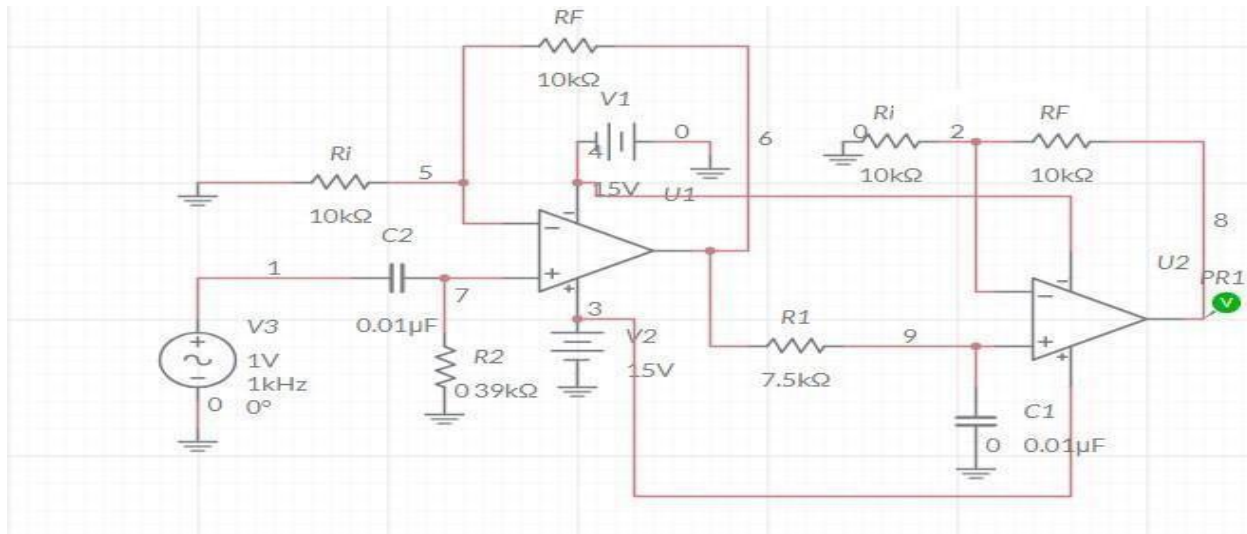 RF
10kΩ
V1
0
4
15V
6
Ri
5
10kΩ
U1
0
Ri
2
RF
10kΩ
10kΩ
8
C2
1
7
0.01µF
3
V2
15V
U2
PR1
V
V3
1V
1kHz
0°
0
R2
0 39kΩ
R1
9
7.5kΩ
C1
0 0.01µF